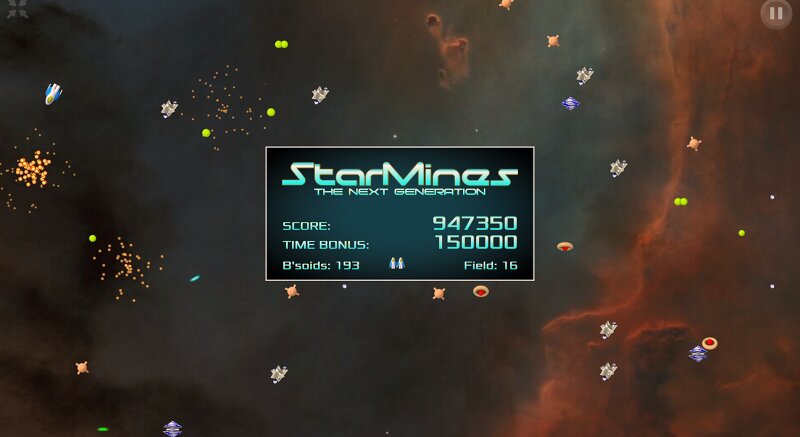 StarMines
THE NEXT GENERATION
SCORE: 947350
TIME BONUS: 150000
B'soids: 193 Field: 16